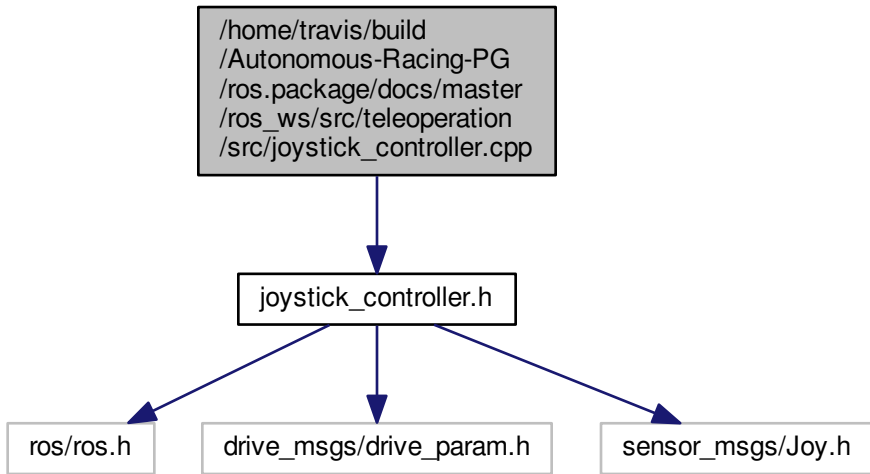 /home/travis/build
/Autonomous-Racing-PG
/ros.package/docs/master
/ros_ws/src/teleoperation
/src/joystick_controller.cpp
joystick_controller.h
ros/ros.h
drive_msgs/drive_param.h
sensor_msgs/Joy.h